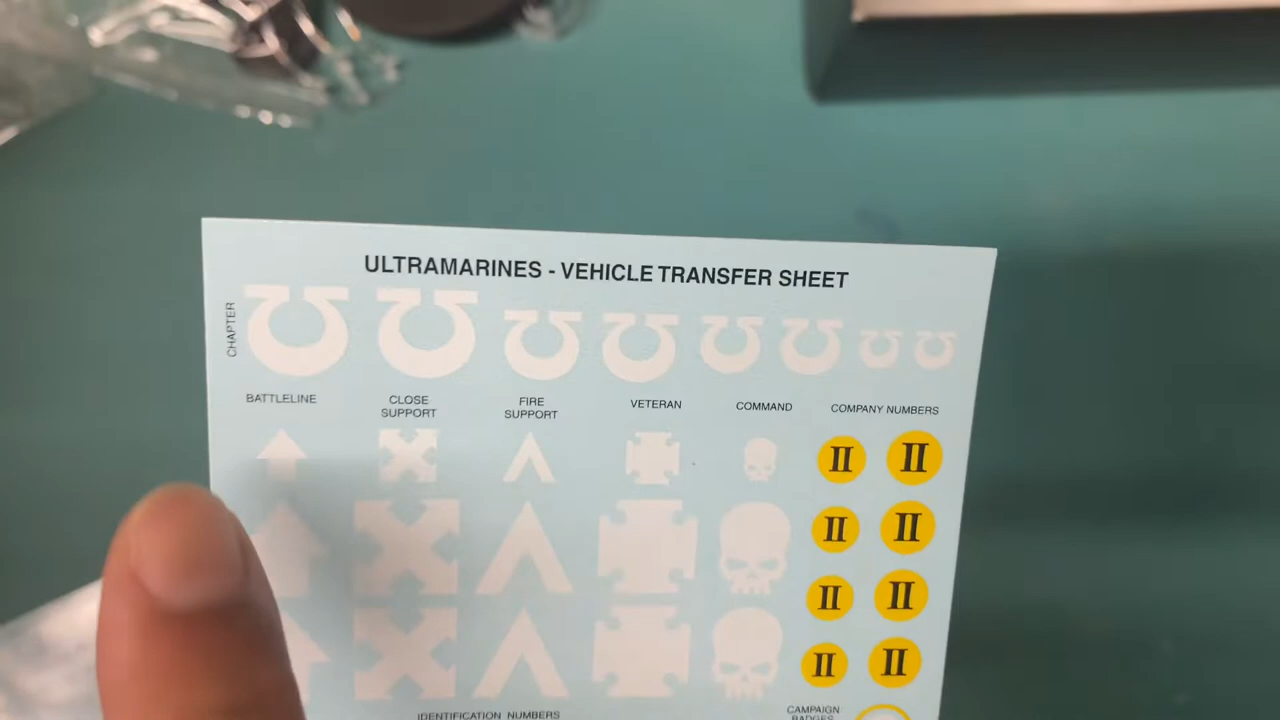 ULTRAMARINES - VEHICLE TRANSFER SHEET
CHAPTER
BATTLELINE
CLOSE
SUPPORT
FIRE
SUPPORT
VETERAN
COMMAND
COMPANY NUMBERS
II II
II II
II II
II II
IDENTIFICATION NUMBERS
CAMPAIGN
BADGES